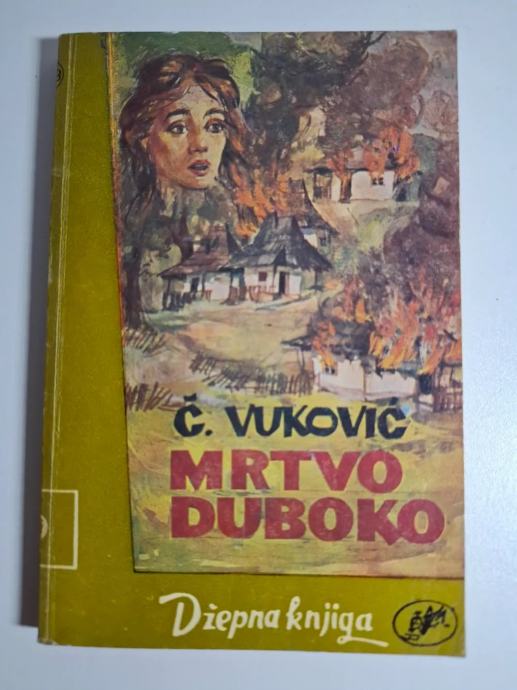 Č. VUKOVIĆ
MRTVO
DUBOKO
Džepna knjiga